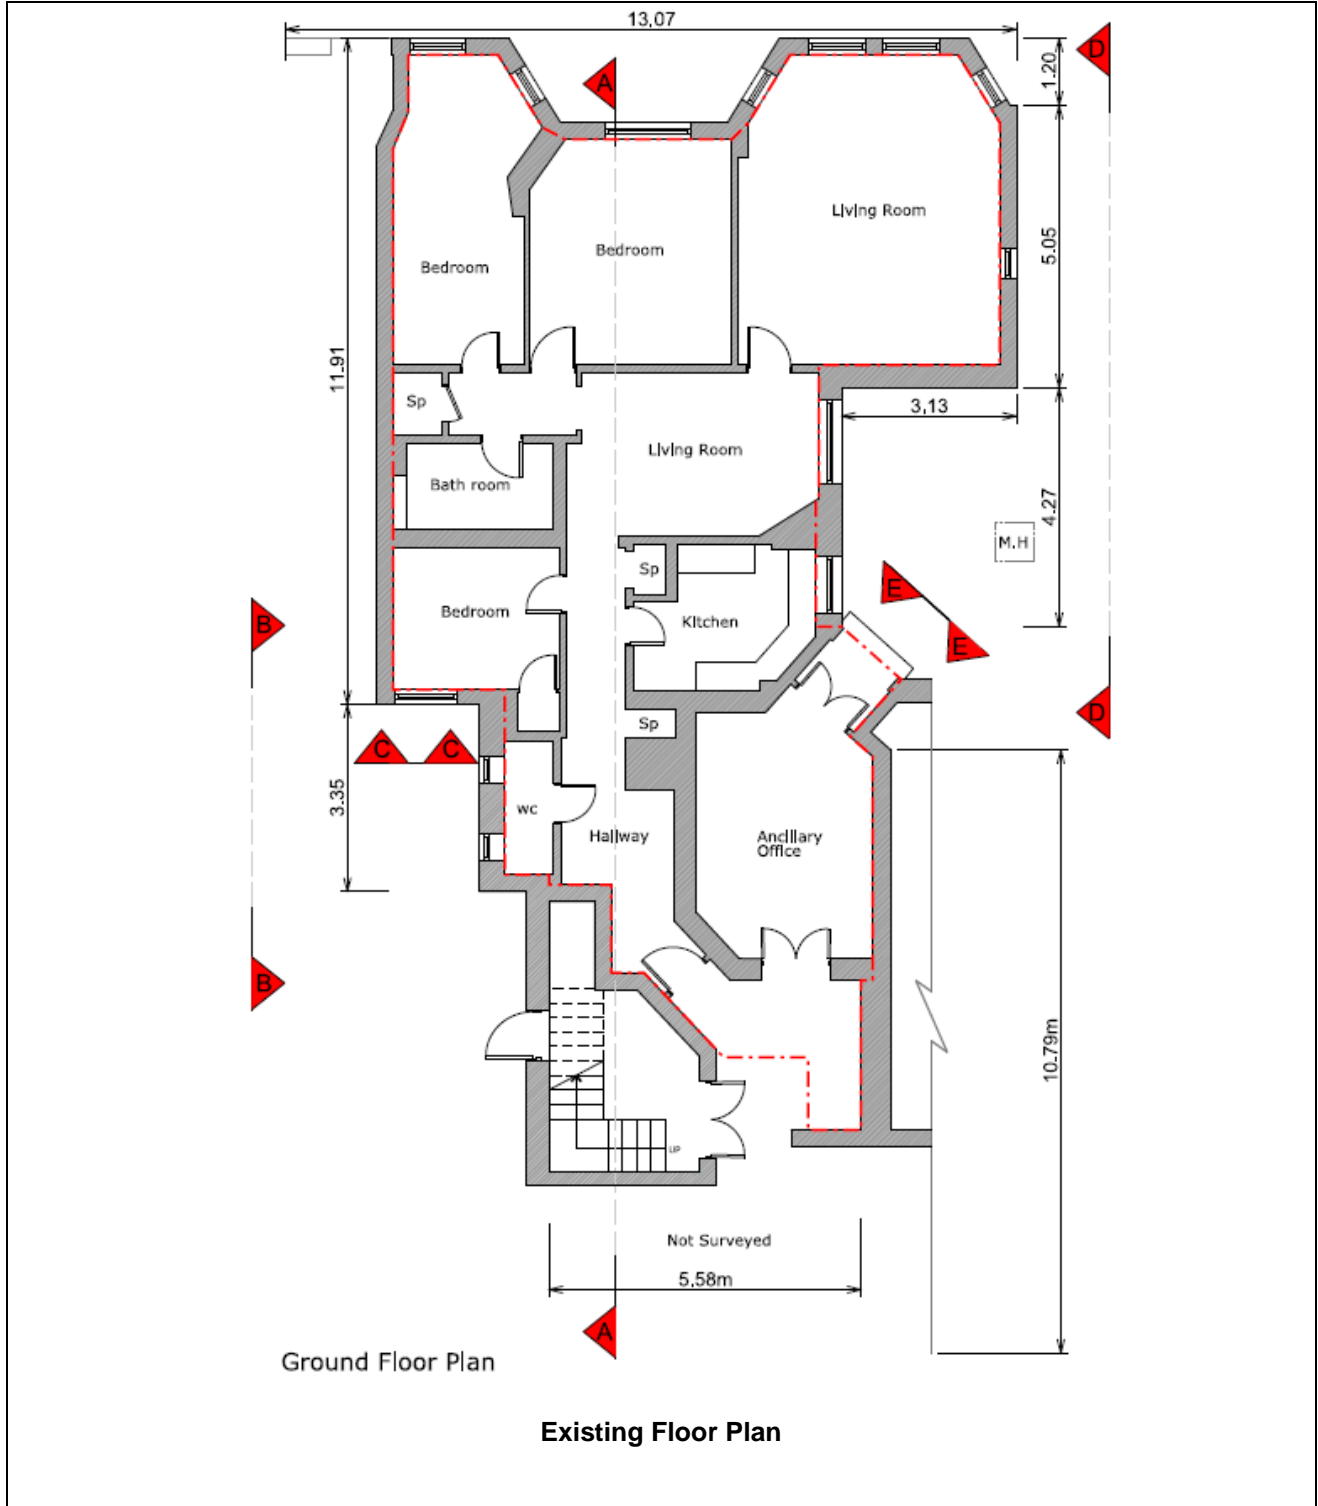 13,07
D
A
1.20
Living Room
Bedroom
5.05
Bedroom
11.91
Sp
3,13
Living Room
Bath room
4.27
M.H
Sp
E
Bedroom
Kitchen
B
E
Sp
D
C
C
3.35
wc
Hallway
Ancillary
Office
B
10.79m
UP
Not Surveyed
5,58m
A
Ground Floor Plan
Existing Floor Plan